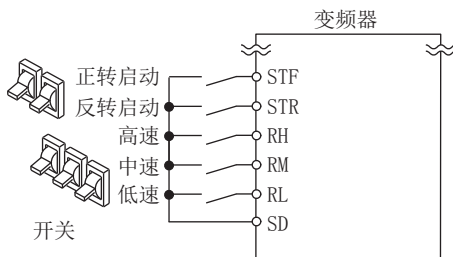 变频器
正转启动 STF
反转启动 STR
高速 RH
中速 RM
低速 RL
SD
开关